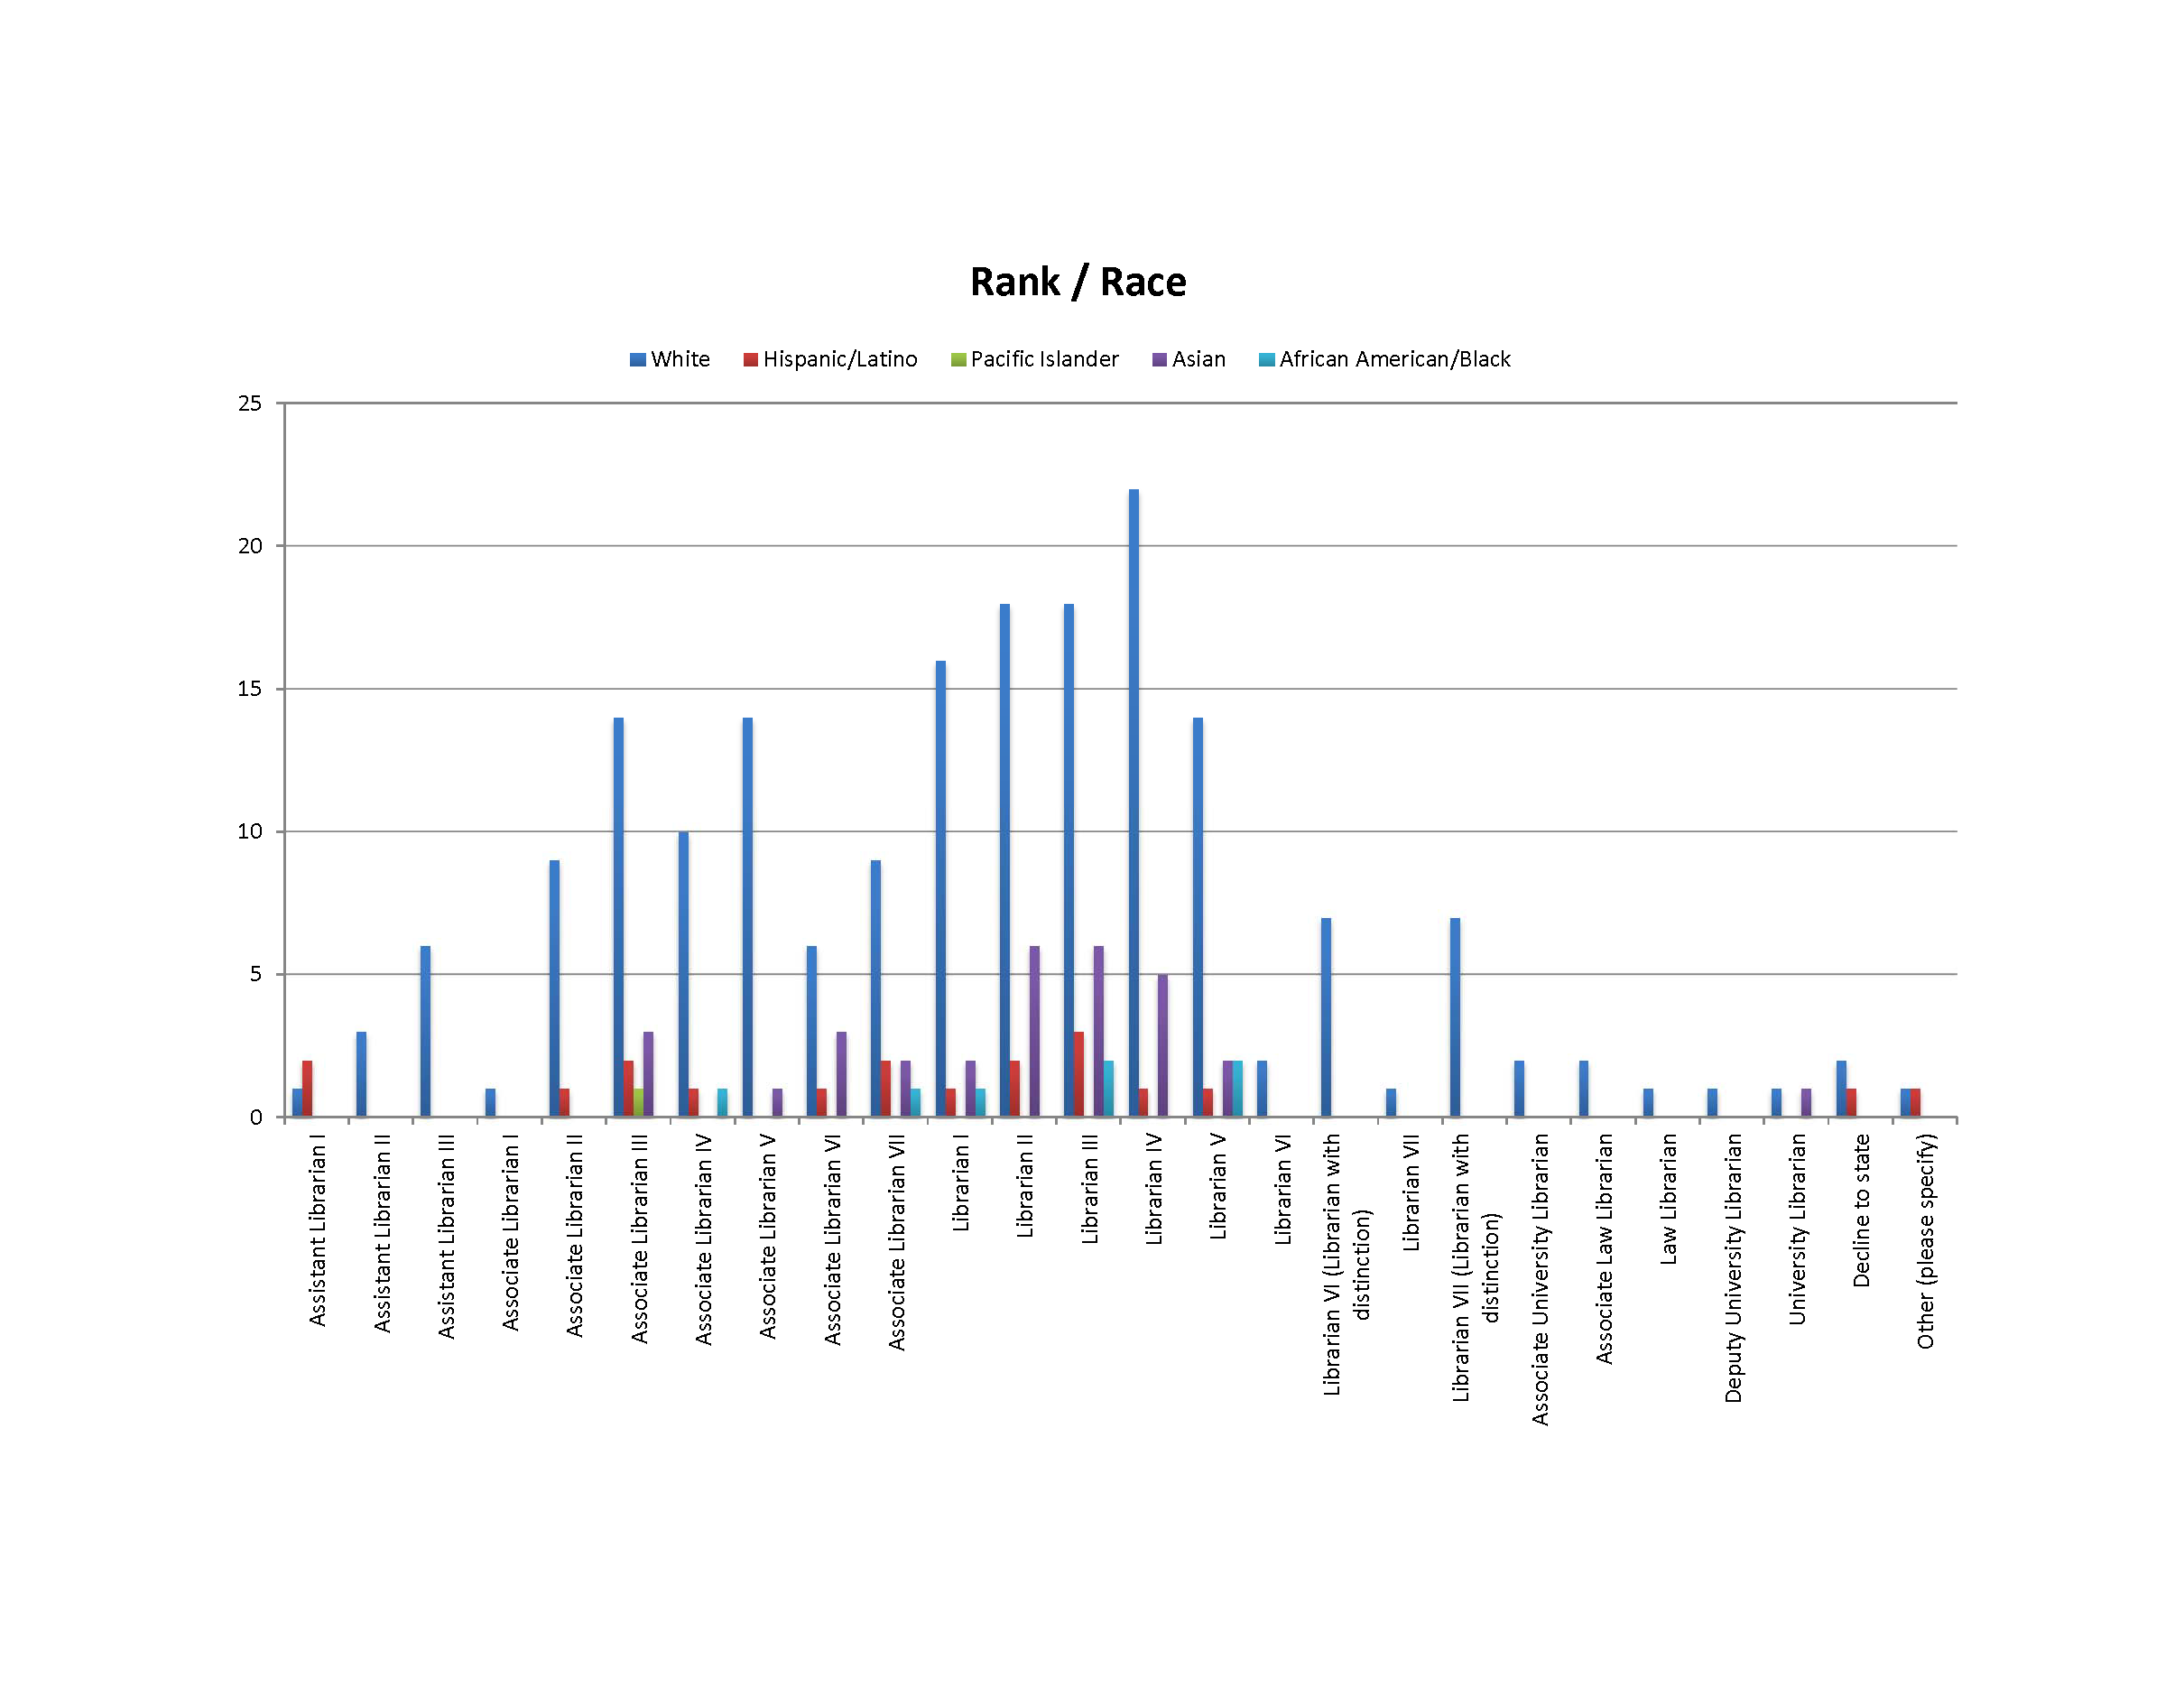 Rank / Race
White Hispanic/Latino Pacific Islander Asian African American/Black
25
20
15
10
5
0
Assistant Librarian I
Assistant Librarian II
Assistant Librarian III
Associate Librarian I
Associate Librarian II
Associate Librarian III
Associate Librarian IV
Associate Librarian V
Associate Librarian VI
Associate Librarian VII
Librarian I
Librarian II
Librarian III
Librarian IV
Librarian V
Librarian VI
Librarian VI (Librarian with
distinction)
Librarian VII
Librarian VII (Librarian with
distinction)
Associate University Librarian
Associate Law Librarian
Law Librarian
Deputy University Librarian
University Librarian
Decline to state
Other (please specify)